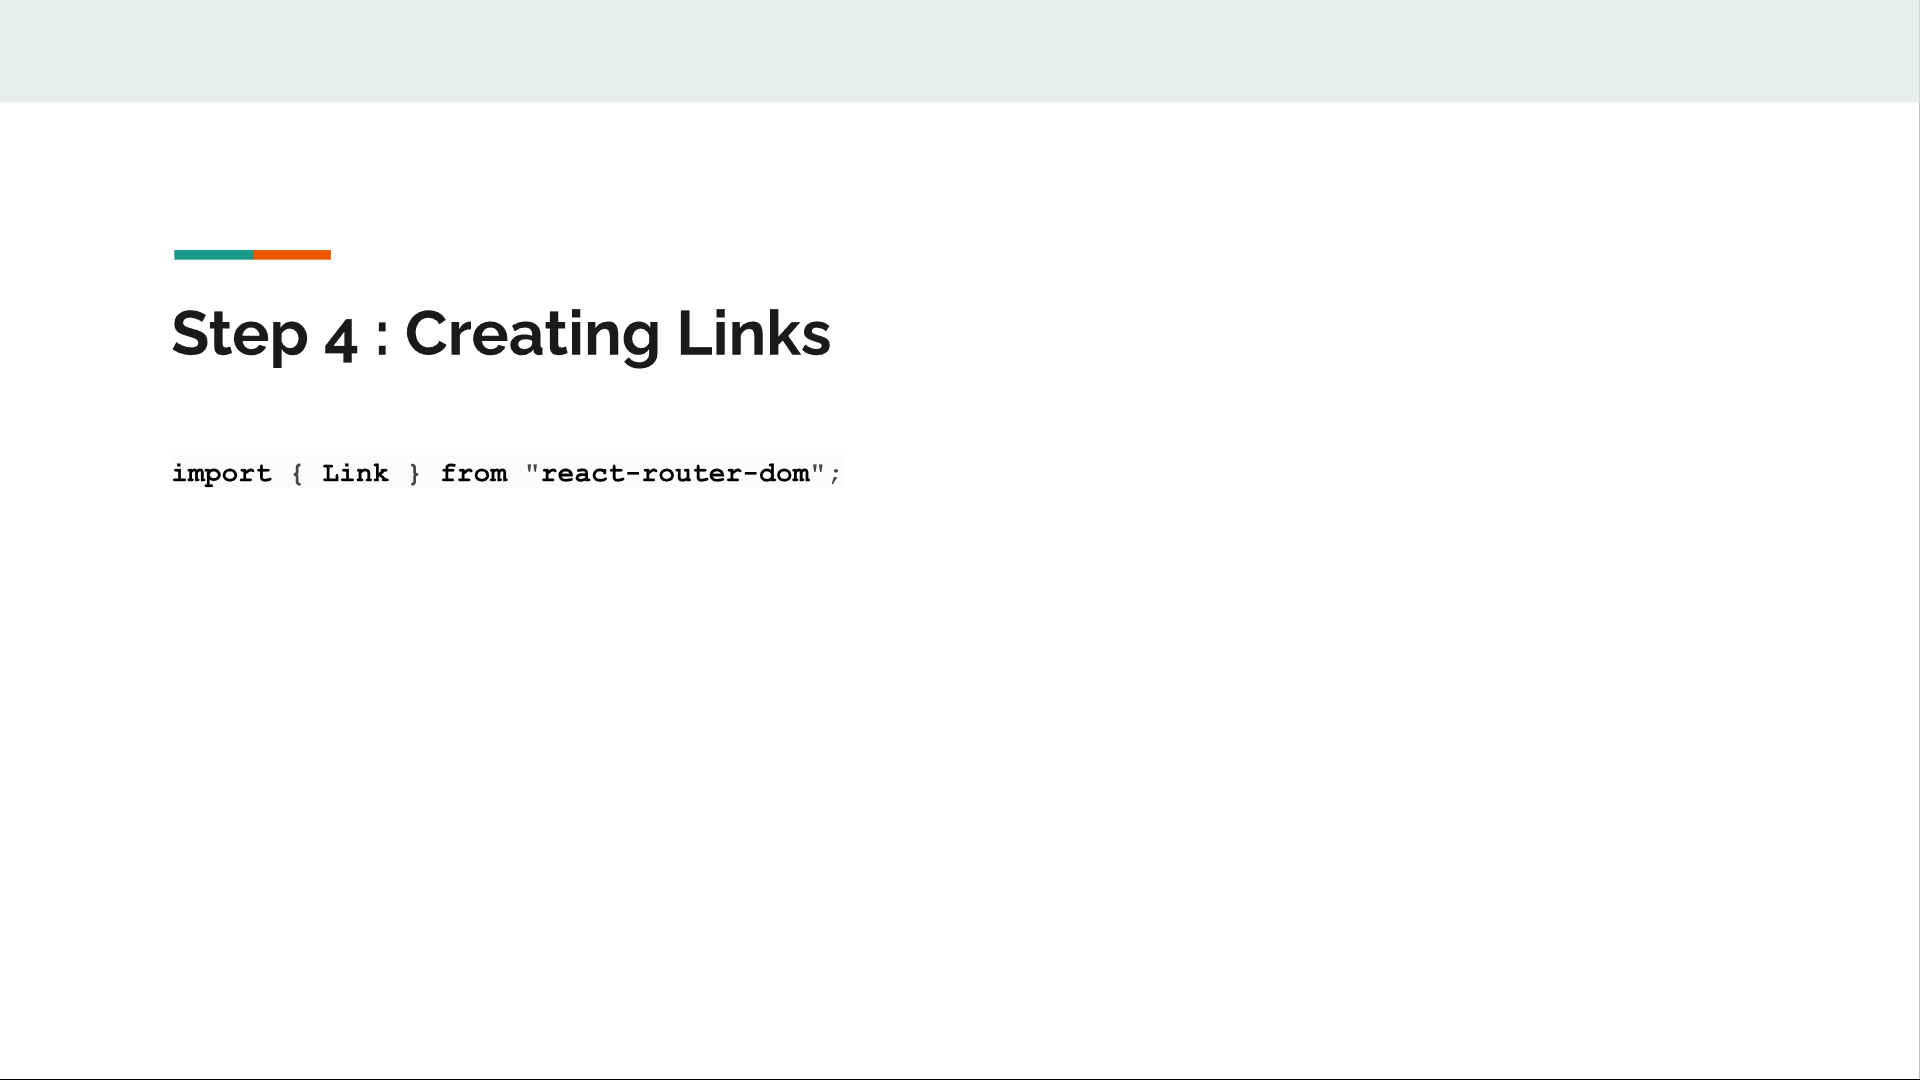 Step 4 : Creating Links
import { Link } from "react-router-dom";